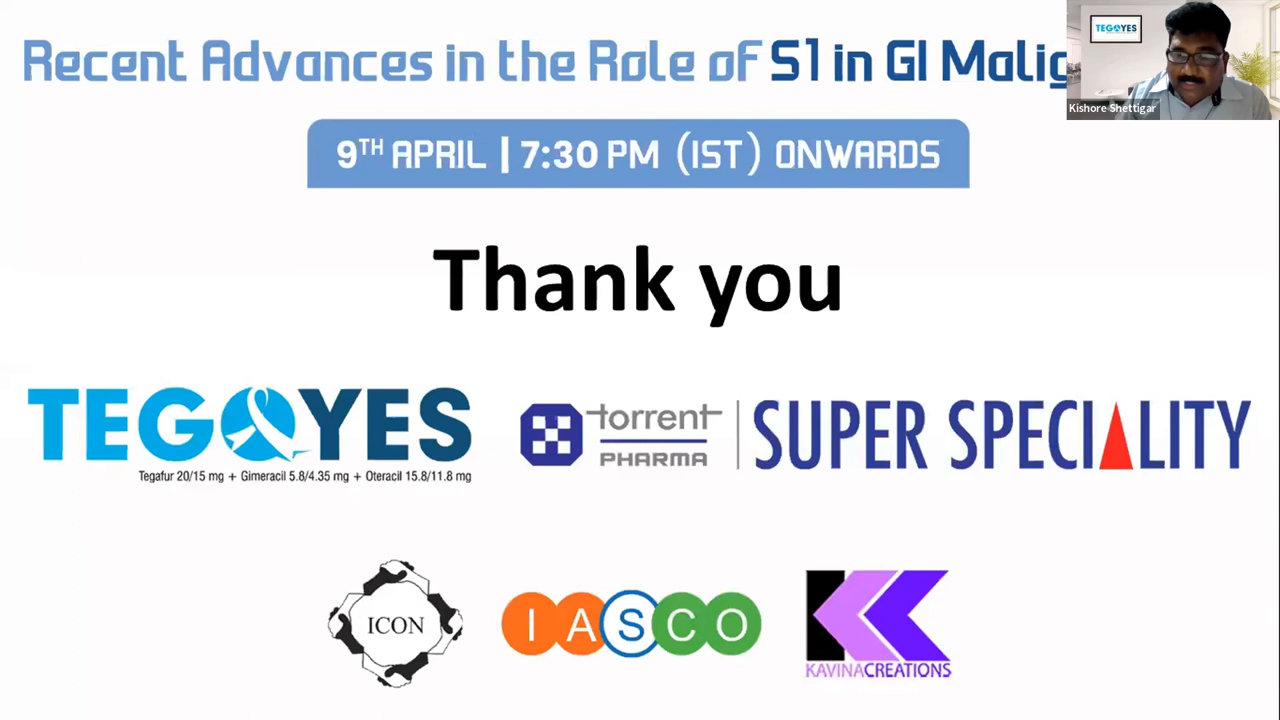 Recent Advances in the Role of S1 in GI Malig
TEGOYES
Kishore Shettigar
9TH APRIL | 7:30 PM (IST) ONWARDS
Thank you
TEGOYES
Tegafur 20/15 mg + Gimeracil 5.8/4.35 mg + Oteracil 15.8/11.8 mg
torrent
PHARMA
SUPER SPECIALITY
ICON
IASCO
KAVINACREATIONS